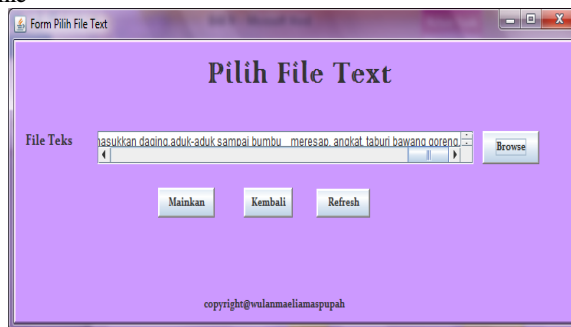 Form Pilih File Text
Pilih File Text
File Teks
nasukkan daging,aduk-aduk sampai bumbu meresap. angkat taburi bawang goreng.
Browse
Mainkan Kembali Refresh
copyright@wulanmaeliamaspupah